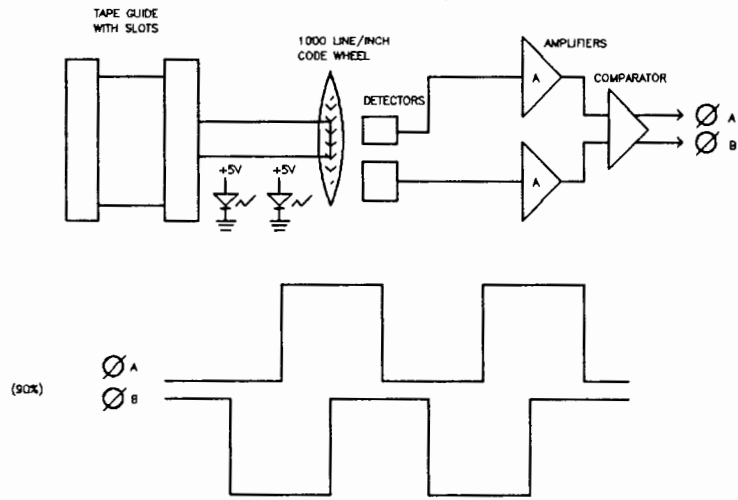 TAPE GUIDE
WITH SLOTS
1000 LINE/INCH
CODE WHEEL
AMPLIFIERS
COMPARATOR
DETECTORS
A
A
A
B
+5V
+5V
A
(90%)
B